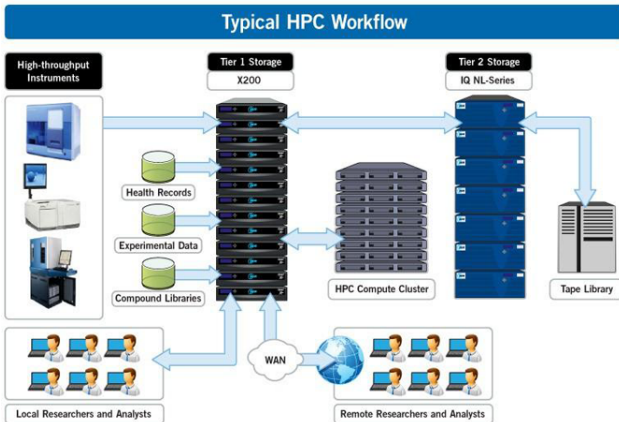 Typical HPC Workflow
High-throughput
Instruments
Tier 1 Storage
X200
Tier 2 Storage
IQ NL-Series
Health Records
Experimental Data
Compound Libraries
HPC Compute Cluster
Tape Library
WAN
Local Researchers and Analysts
Remote Researchers and Analysts